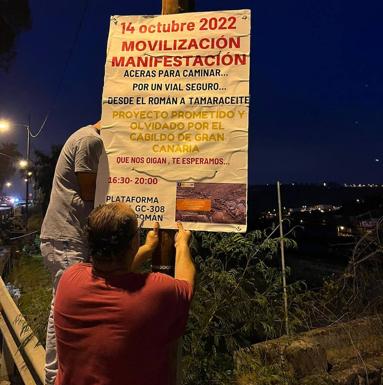 14 octubre 2022
MOVILIZACIÓN
MANIFESTACIÓN
ACERAS PARA CAMINAR...
POR UN VIAL SEGURO...
DESDE EL ROMÁN A TAMARACEITE
PROYECTO PROMETIDO Y
OLVIDADO POR EL
CABILDO DE GRAN
CANARIA
QUE NOS OIGAN , TE ESPERAMOS...
16:30- 20:00
PLATAFORMA
GC-308
ROMÁN